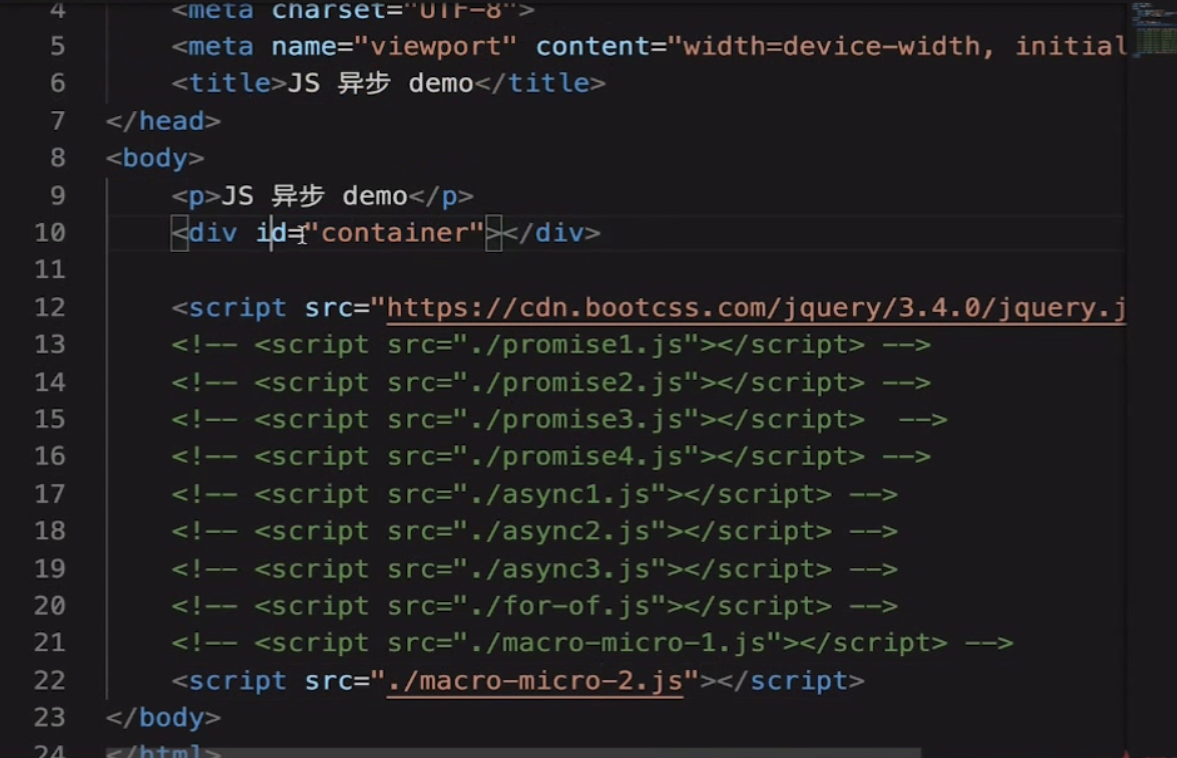 4 <meta charset="UTF-8">
5 <meta name="viewport" content="width=device-width, initial
6 <title>JS 异步 demo</title>
7 </head>
8 <body>
9 <p>JS 异步 demo</p>
10 <div id="container"></div>
11
12 <script src="https://cdn.bootcss.com/jquery/3.4.0/jquery.j
13 <!-- <script src="./promise1.js"></script> -->
14 <!-- <script src="./promise2.js"></script> -->
15 <!-- <script src="./promise3.js"></script>  -->
16 <!-- <script src="./promise4.js"></script> -->
17 <!-- <script src="./async1.js"></script> -->
18 <!-- <script src="./async2.js"></script> -->
19 <!-- <script src="./async3.js"></script> -->
20 <!-- <script src="./for-of.js"></script> -->
21 <!-- <script src="./macro-micro-1.js"></script> -->
22 <script src="./macro-micro-2.js"></script>
23 </body>
24 </html>